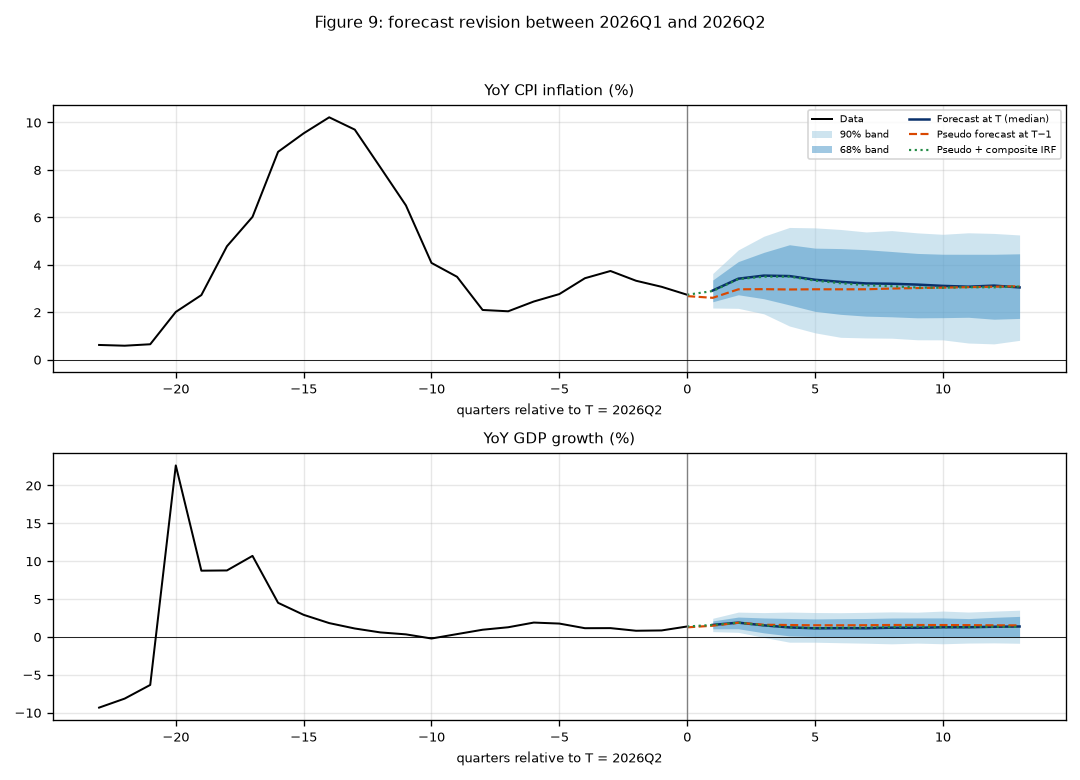 Figure 9: forecast revision between 2026Q1 and 2026Q2
YoY CPI inflation (%)
Data
90% band
68% band
Forecast at T (median)
Pseudo forecast at T−1
Pseudo + composite IRF
10
8
6
4
2
0
−20 −15 −10 −5 0 5 10
quarters relative to T = 2026Q2
YoY GDP growth (%)
20
15
10
5
0
−5
−10
−20 −15 −10 −5 0 5 10
quarters relative to T = 2026Q2